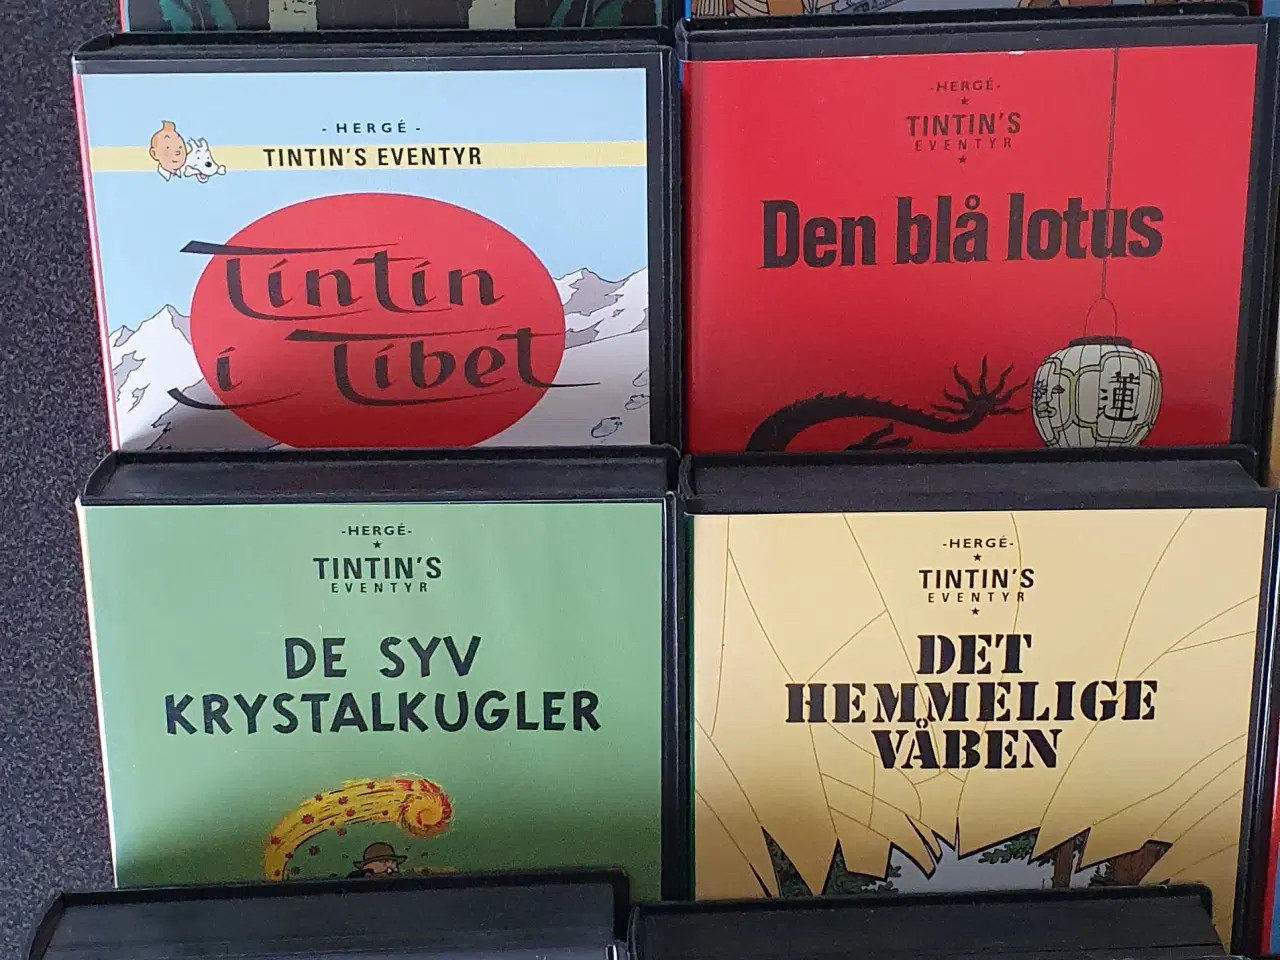 - HERGÉ -
TINTIN'S EVENTYR
Tintin
i Tibet
-HERGÉ-
TINTIN'S
EVENTYR
Den blå lotus
蓮
-HERGÉ-
TINTIN'S
EVENTYR
DE SYV
KRYSTALKUGLER
-HERGÉ-
TINTIN'S
EVENTYR
DET
HEMMELIGE
VÅBEN